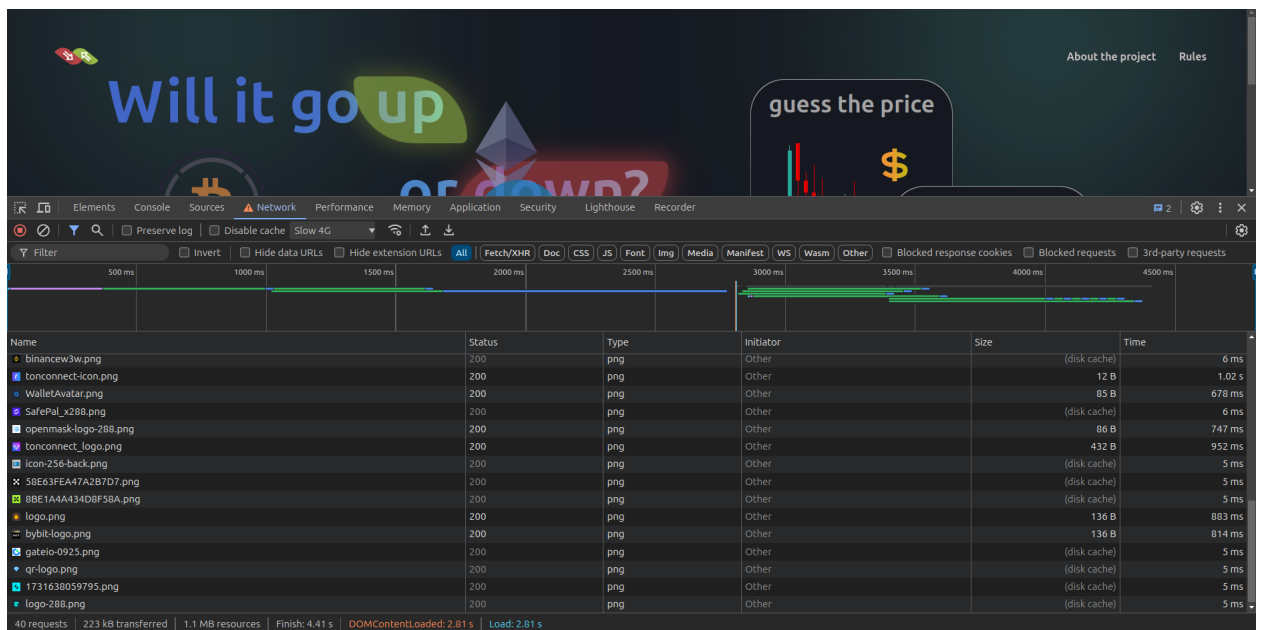 About the project Rules
Will it go up
guess the price
$
or down?
Elements Console Sources Network Performance Memory Application Security Lighthouse Recorder 2
Preserve log Disable cache Slow 4G
Filter Invert Hide data URLs Hide extension URLs All Fetch/XHR Doc CSS JS Font Img Media Manifest WS Wasm Other Blocked response cookies Blocked requests 3rd-party requests
500 ms 1000 ms 1500 ms 2000 ms 2500 ms 3000 ms 3500 ms 4000 ms 4500 ms
Name Status Type Initiator Size Time
binancew3w.png 200 png Other (disk cache) 6 ms
tonconnect-icon.png 200 png Other 12 B 1.02 s
WalletAvatar.png 200 png Other 85 B 678 ms
SafePal_x288.png 200 png Other (disk cache) 6 ms
openmask-logo-288.png 200 png Other 86 B 747 ms
tonconnect_logo.png 200 png Other 432 B 952 ms
icon-256-back.png 200 png Other (disk cache) 5 ms
58E63FEA47A2B7D7.png 200 png Other (disk cache) 5 ms
8BE1A4A434D8F58A.png 200 png Other (disk cache) 5 ms
logo.png 200 png Other 136 B 883 ms
bybit-logo.png 200 png Other 136 B 814 ms
gateio-0925.png 200 png Other (disk cache) 5 ms
qr-logo.png 200 png Other (disk cache) 5 ms
1731638059795.png 200 png Other (disk cache) 5 ms
logo-288.png 200 png Other (disk cache) 5 ms
40 requests 223 kB transferred 1.1 MB resources Finish: 4.41 s DOMContentLoaded: 2.81 s Load: 2.81 s